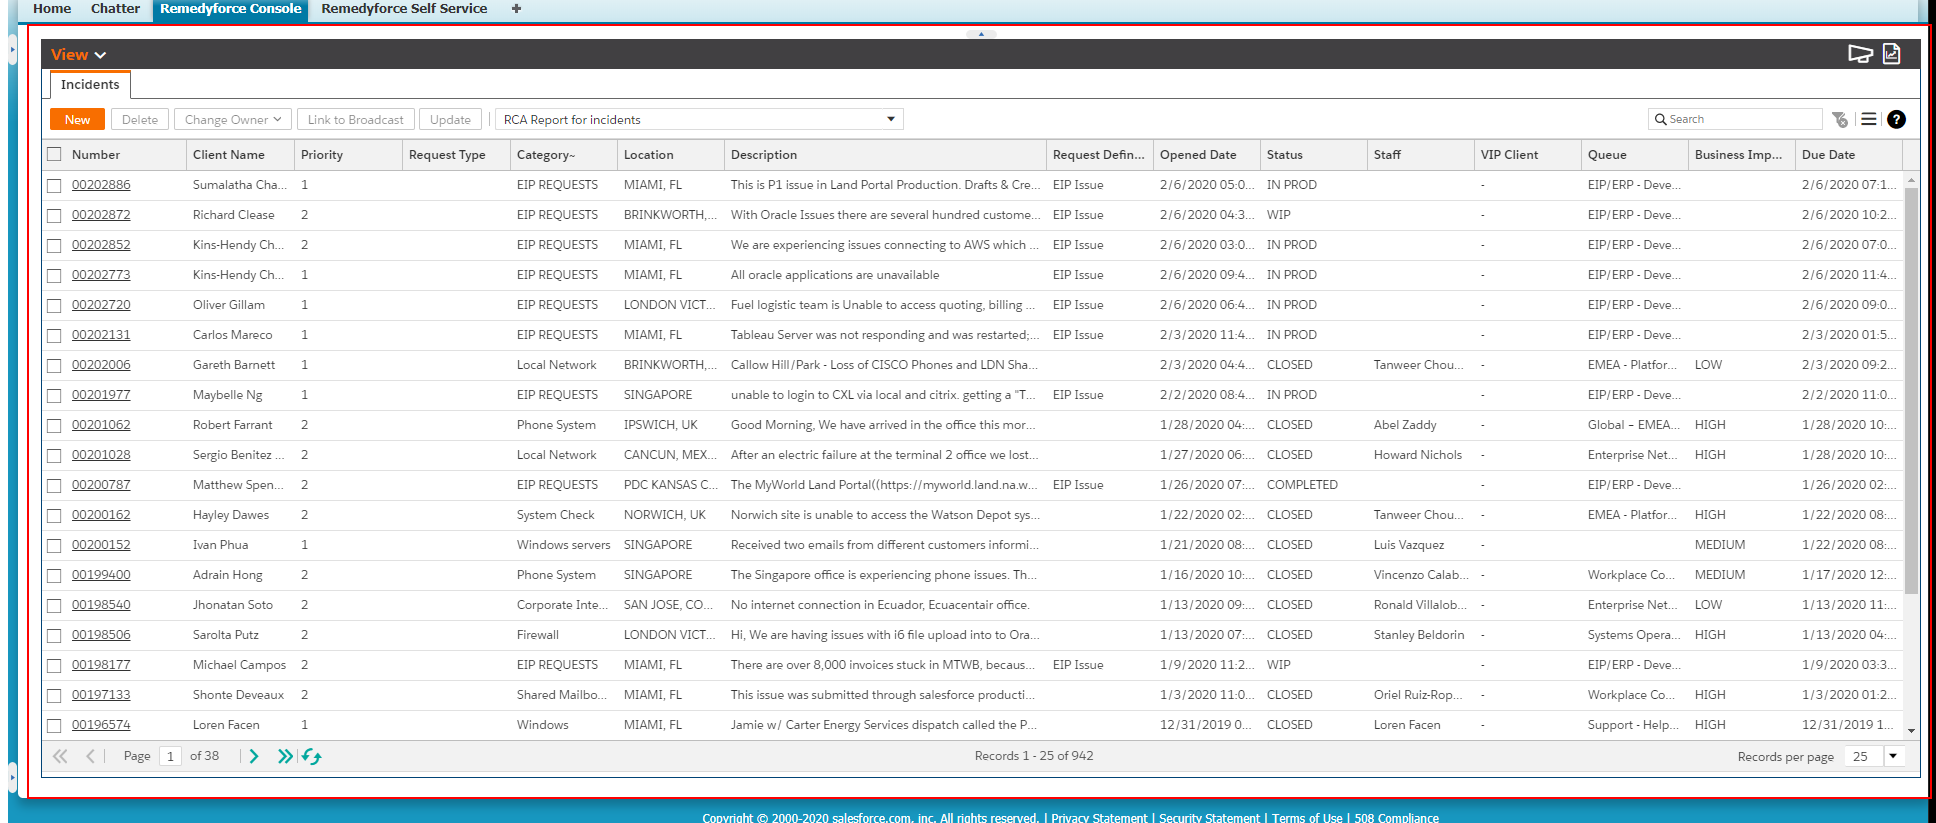 Home Chatter Remedyforce Console Remedyforce Self Service +
View
Incidents
New Delete Change Owner Link to Broadcast Update RCA Report for incidents Search ?
Number Client Name Priority Request Type Category~ Location Description Request Defin... Opened Date Status Staff VIP Client Queue Business Imp... Due Date
00202886 Sumalatha Cha... 1 EIP REQUESTS MIAMI, FL This is P1 issue in Land Portal Production. Drafts & Cre... EIP Issue 2/6/2020 05:0... IN PROD - EIP/ERP - Deve... 2/6/2020 07:1...
00202872 Richard Clease 2 EIP REQUESTS BRINKWORTH,... With Oracle Issues there are several hundred custome... EIP Issue 2/6/2020 04:3... WIP - EIP/ERP - Deve... 2/6/2020 10:2...
00202852 Kins-Hendy Ch... 2 EIP REQUESTS MIAMI, FL We are experiencing issues connecting to AWS which ... EIP Issue 2/6/2020 03:0... IN PROD - EIP/ERP - Deve... 2/6/2020 07:0...
00202773 Kins-Hendy Ch... 1 EIP REQUESTS MIAMI, FL All oracle applications are unavailable EIP Issue 2/6/2020 09:4... IN PROD - EIP/ERP - Deve... 2/6/2020 11:4...
00202720 Oliver Gillam 1 EIP REQUESTS LONDON VICT... Fuel logistic team is Unable to access quoting, billing ... EIP Issue 2/6/2020 06:4... IN PROD - EIP/ERP - Deve... 2/6/2020 09:0...
00202131 Carlos Mareco 1 EIP REQUESTS MIAMI, FL Tableau Server was not responding and was restarted;... EIP Issue 2/3/2020 11:4... IN PROD - EIP/ERP - Deve... 2/3/2020 01:5...
00202006 Gareth Barnett 1 Local Network BRINKWORTH,... Callow Hill/Park - Loss of CISCO Phones and LDN Sha... 2/3/2020 04:4... CLOSED Tanweer Chou... - EMEA - Platfor... LOW 2/3/2020 09:2...
00201977 Maybelle Ng 1 EIP REQUESTS SINGAPORE unable to login to CXL via local and citrix. getting a "T... EIP Issue 2/2/2020 08:4... IN PROD - EIP/ERP - Deve... 2/2/2020 11:0...
00201062 Robert Farrant 2 Phone System IPSWICH, UK Good Morning, We have arrived in the office this mor... 1/28/2020 04:... CLOSED Abel Zaddy - Global – EMEA... HIGH 1/28/2020 10:...
00201028 Sergio Benitez ... 2 Local Network CANCUN, MEX... After an electric failure at the terminal 2 office we lost... 1/27/2020 06:... CLOSED Howard Nichols - Enterprise Net... HIGH 1/28/2020 10:...
00200787 Matthew Spen... 2 EIP REQUESTS PDC KANSAS C... The MyWorld Land Portal((https://myworld.land.na.w... EIP Issue 1/26/2020 07:... COMPLETED - EIP/ERP - Deve... 1/26/2020 02:...
00200162 Hayley Dawes 2 System Check NORWICH, UK Norwich site is unable to access the Watson Depot sys... 1/22/2020 02:... CLOSED Tanweer Chou... - EMEA - Platfor... HIGH 1/22/2020 08:...
00200152 Ivan Phua 1 Windows servers SINGAPORE Received two emails from different customers informi... 1/21/2020 08:... CLOSED Luis Vazquez - MEDIUM 1/22/2020 08:...
00199400 Adrain Hong 2 Phone System SINGAPORE The Singapore office is experiencing phone issues. Th... 1/16/2020 10:... CLOSED Vincenzo Calab... - Workplace Co... MEDIUM 1/17/2020 12:...
00198540 Jhonatan Soto 2 Corporate Inte... SAN JOSE, CO... No internet connection in Ecuador, Ecuacentair office. 1/13/2020 09:... CLOSED Ronald Villalob... - Enterprise Net... LOW 1/13/2020 11:...
00198506 Sarolta Putz 2 Firewall LONDON VICT... Hi, We are having issues with i6 file upload into to Ora... 1/13/2020 07:... CLOSED Stanley Beldorin - Systems Opera... HIGH 1/13/2020 04:...
00198177 Michael Campos 2 EIP REQUESTS MIAMI, FL There are over 8,000 invoices stuck in MTWB, becaus... EIP Issue 1/9/2020 11:2... WIP - EIP/ERP - Deve... 1/9/2020 03:3...
00197133 Shonte Deveaux 2 Shared Mailbo... MIAMI, FL This issue was submitted through salesforce producti... 1/3/2020 11:0... CLOSED Oriel Ruiz-Rop... - Workplace Co... HIGH 1/3/2020 01:2...
00196574 Loren Facen 1 Windows MIAMI, FL Jamie w/ Carter Energy Services dispatch called the P... 12/31/2019 0... CLOSED Loren Facen - Support - Help... HIGH 12/31/2019 1...
Page 1 of 38 Records 1 - 25 of 942 Records per page 25
Copyright © 2000-2020 salesforce.com, inc. All rights reserved. | Privacy Statement | Security Statement | Terms of Use | 508 Compliance